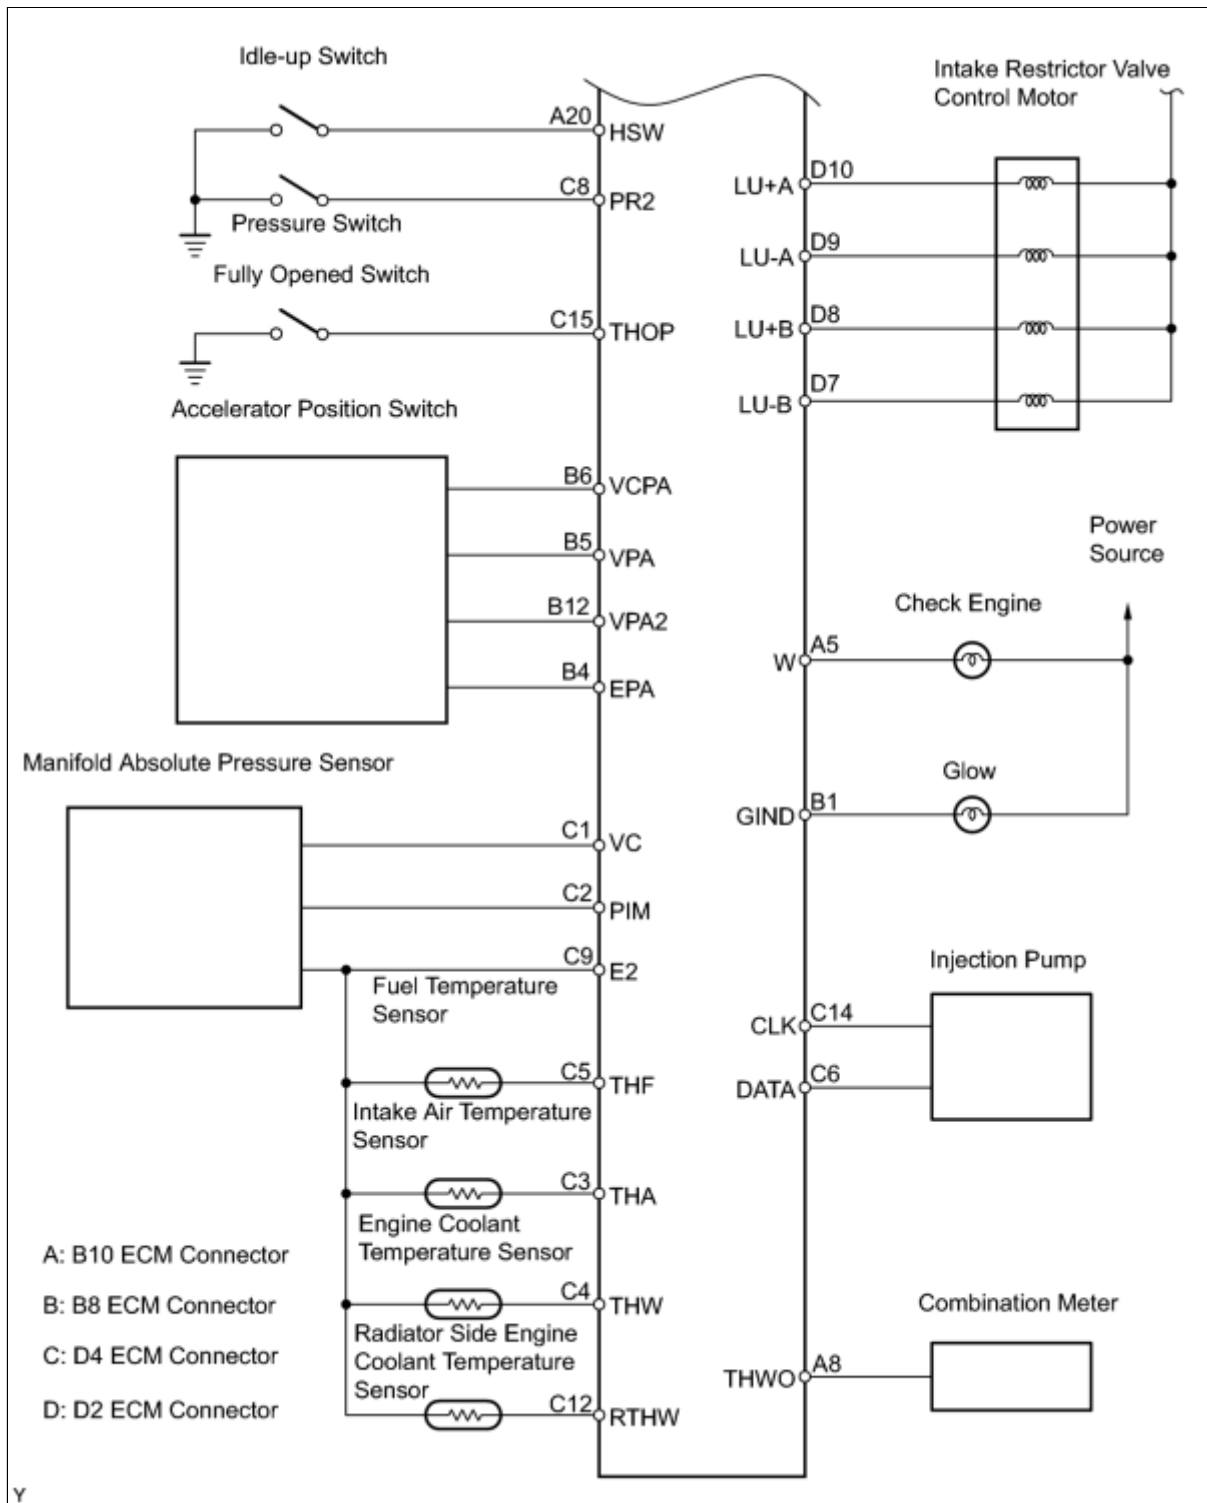 Idle-up Switch
A20
HSW
C8
PR2
Pressure Switch
Fully Opened Switch
C15
THOP
Accelerator Position Switch
B6
VCPA
B5
VPA
B12
VPA2
B4
EPA
Manifold Absolute Pressure Sensor
C1
VC
C2
PIM
C9
E2
Fuel Temperature
Sensor
C5
THF
Intake Air Temperature
Sensor
C3
THA
Engine Coolant
Temperature Sensor
C4
THW
Radiator Side Engine
Coolant Temperature
Sensor
C12
RTHW
A: B10 ECM Connector
B: B8 ECM Connector
C: D4 ECM Connector
D: D2 ECM Connector
Y
Intake Restrictor Valve
Control Motor
LU+A
D10
LU-A
D9
LU+B
D8
LU-B
D7
Power
Source
Check Engine
W
A5
Glow
GIND
B1
Injection Pump
CLK
C14
DATA
C6
Combination Meter
THWO
A8